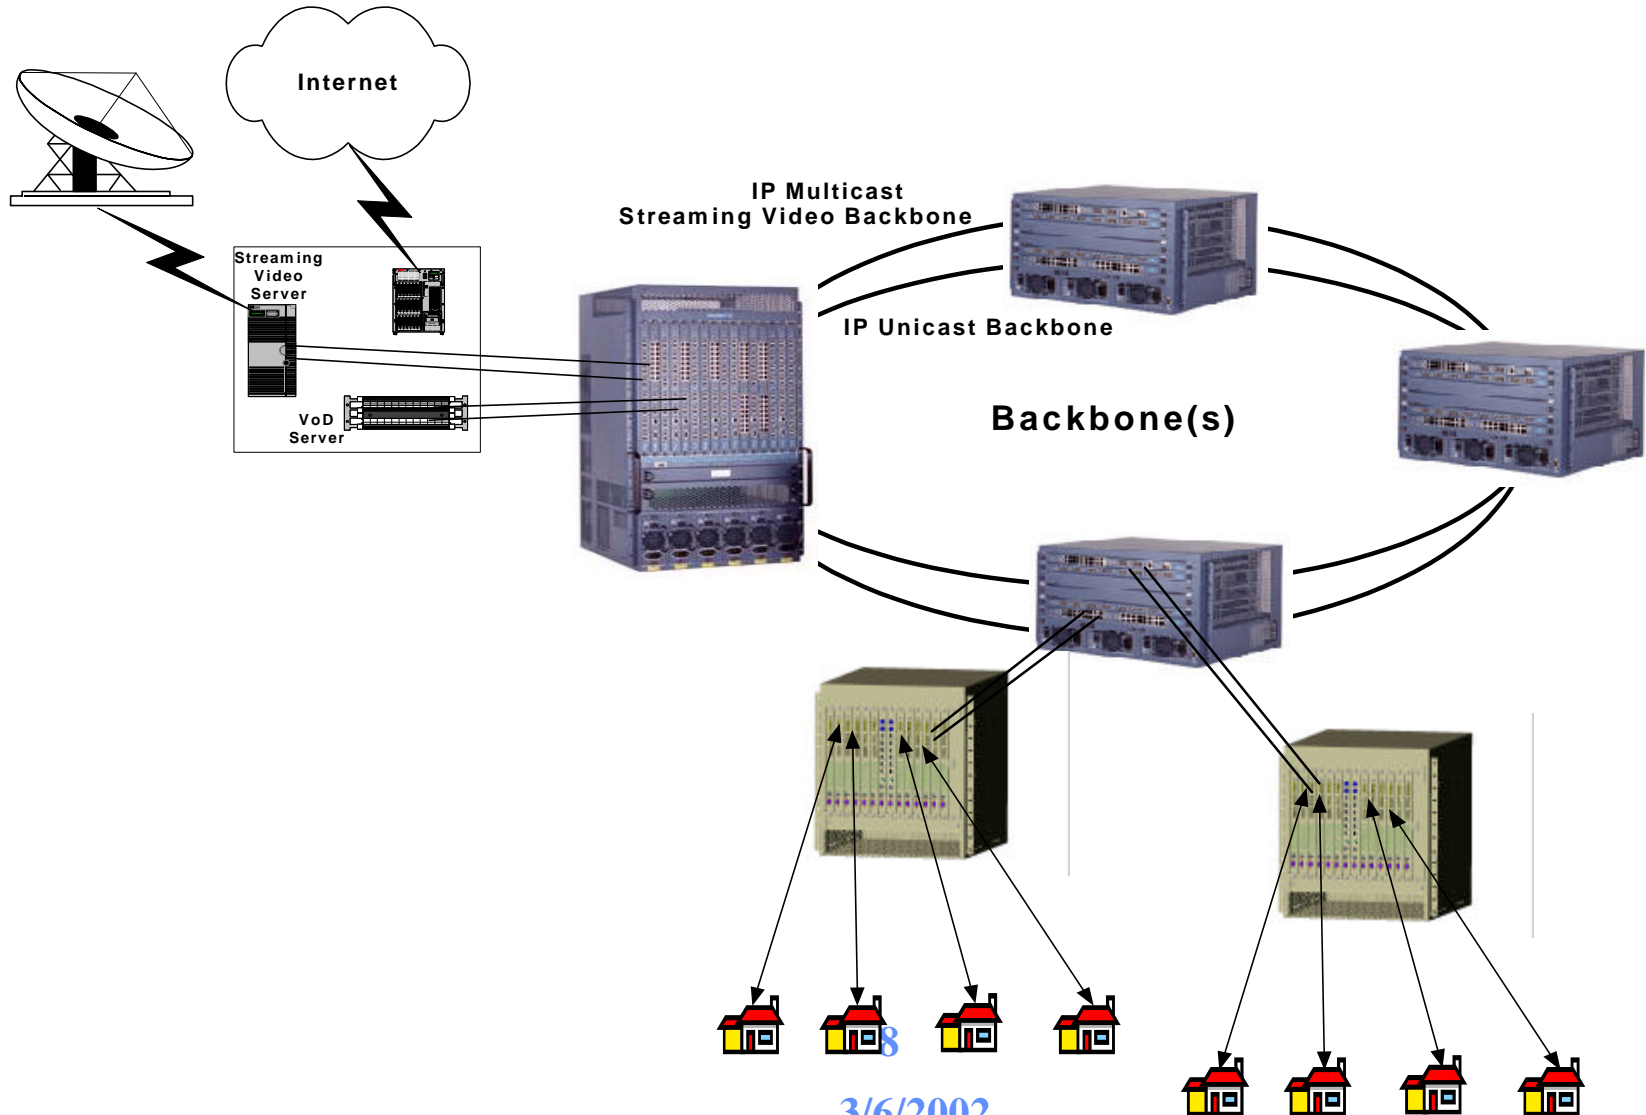 Internet
IP Multicast
Streaming Video Backbone
Streaming
Video
Server
IP Unicast Backbone
Backbone(s)
VoD
Server
8
3/6/2002